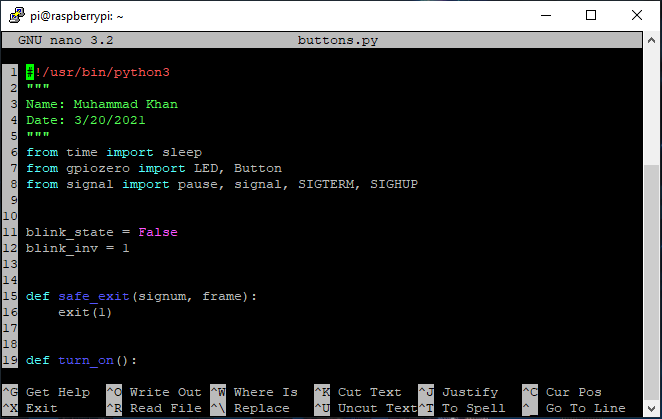 pi@raspberrypi: ~
GNU nano 3.2 buttons.py
1 #!/usr/bin/python3
2 """
3 Name: Muhammad Khan
4 Date: 3/20/2021
5 """
6 from time import sleep
7 from gpiozero import LED, Button
8 from signal import pause, signal, SIGTERM, SIGHUP
9
10
11 blink_state = False
12 blink_inv = 1
13
14
15 def safe_exit(signum, frame):
16     exit(1)
17
18
19 def turn_on():
^G Get Help ^O Write Out ^W Where Is ^K Cut Text ^J Justify ^C Cur Pos
^X Exit ^R Read File ^\ Replace ^U Uncut Text ^T To Spell ^_ Go To Line